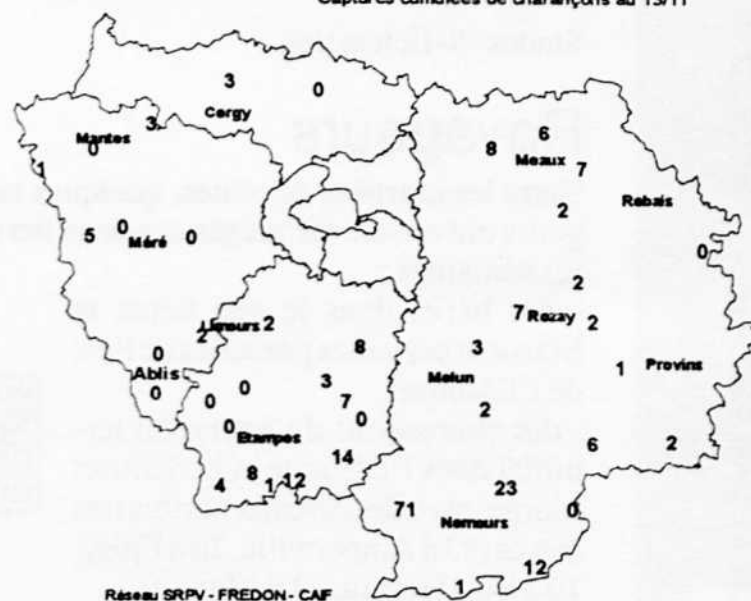 Captures cumulées de charançons au 13/11
3 0
Cergy
3
Mantes
0
1
8 6
Meaux
7
2
Rebais
0
5 0 0
Méré
2
7 Rozay 2
Limours 2
2
8
3
Melun
1 Provins
0
Ablis
0
0 0
3
7
0
0
Etampes
2
6 2
14
4 8 1 12
23
71
Nemours
0
12
1
Réseau SRPV - FREDON - CAIF